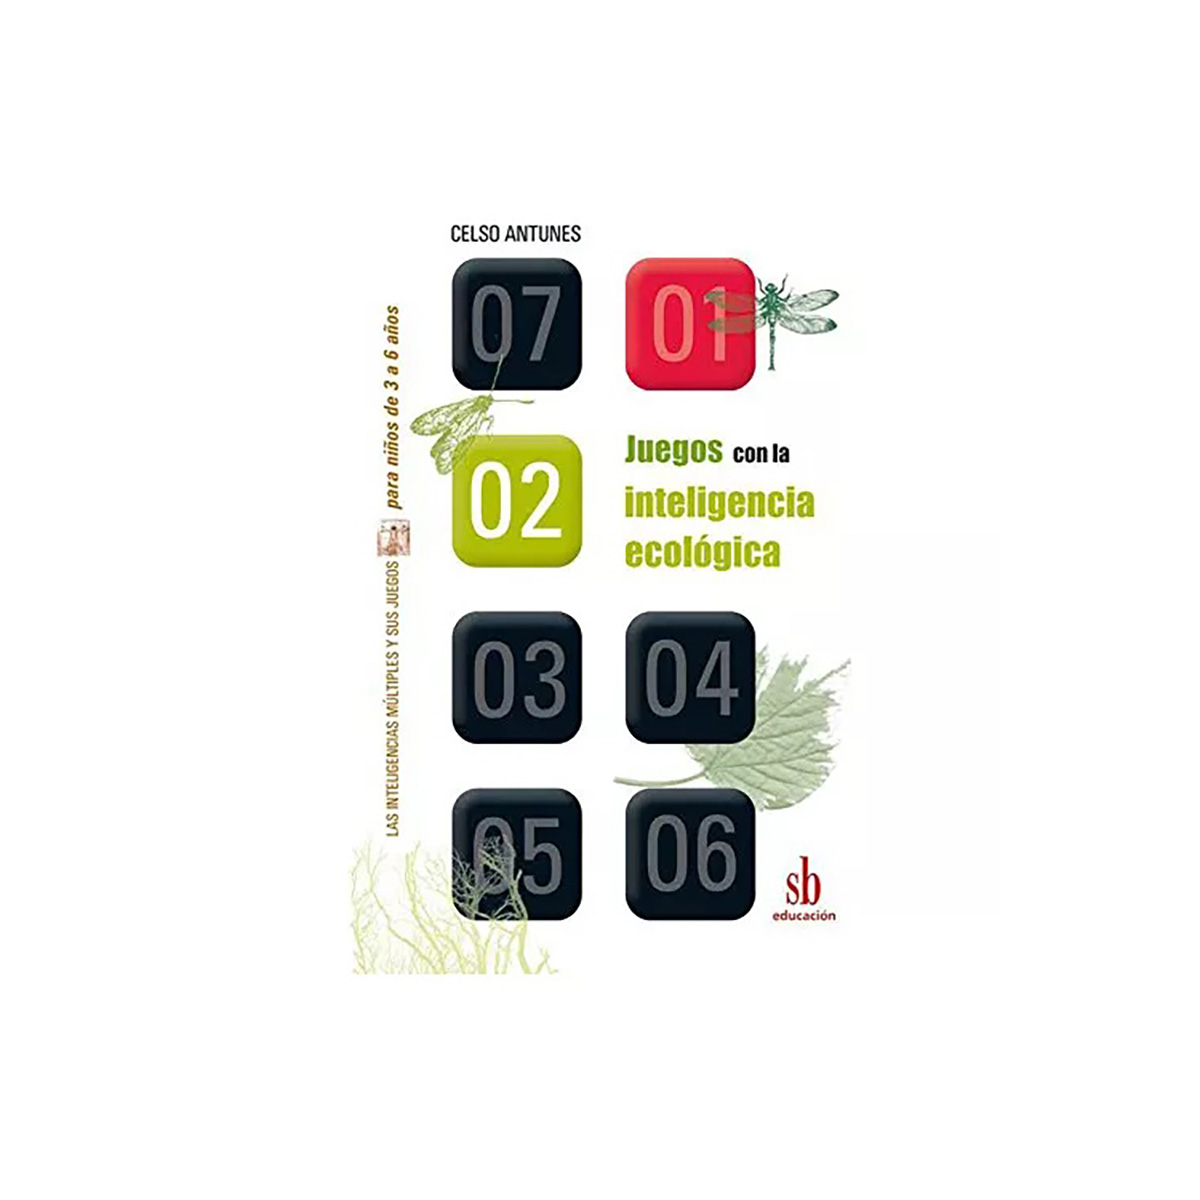 CELSO ANTUNES
07
01
02
Juegos con la
inteligencia
ecológica
03
04
05
06
LAS INTELIGENCIAS MÚLTIPLES Y SUS JUEGOS para niños de 3 a 6 años
sb
educación